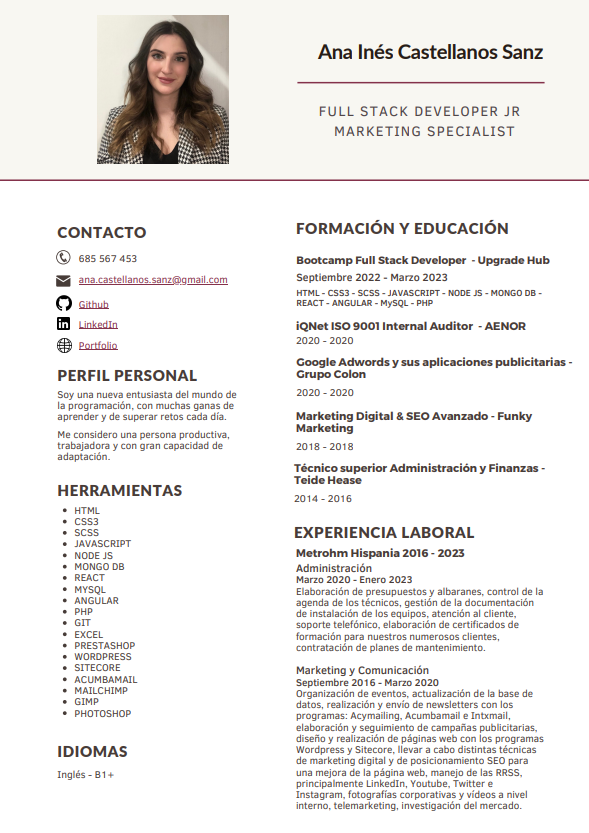 Ana Inés Castellanos Sanz
FULL STACK DEVELOPER JR
MARKETING SPECIALIST
CONTACTO
685 567 453
ana.castellanos.sanz@gmail.com
Github
LinkedIn
Portfolio
PERFIL PERSONAL
Soy una nueva entusiasta del mundo de
la programación, con muchas ganas de
aprender y de superar retos cada día.
Me considero una persona productiva,
trabajadora y con gran capacidad de
adaptación.
HERRAMIENTAS
HTML
CSS3
SCSS
JAVASCRIPT
NODE JS
MONGO DB
REACT
MYSQL
ANGULAR
PHP
GIT
EXCEL
PRESTASHOP
WORDPRESS
SITECORE
ACUMBAMAIL
MAILCHIMP
GIMP
PHOTOSHOP
IDIOMAS
Inglés - B1+
FORMACIÓN Y EDUCACIÓN
Bootcamp Full Stack Developer - Upgrade Hub
Septiembre 2022 - Marzo 2023
HTML - CSS3 - SCSS - JAVASCRIPT - NODE JS - MONGO DB -
REACT - ANGULAR - MySQL - PHP
iQNet ISO 9001 Internal Auditor - AENOR
2020 - 2020
Google Adwords y sus aplicaciones publicitarias -
Grupo Colon
2020 - 2020
Marketing Digital & SEO Avanzado - Funky
Marketing
2018 - 2018
Técnico superior Administración y Finanzas -
Teide Hease
2014 - 2016
EXPERIENCIA LABORAL
Metrohm Hispania 2016 - 2023
Administración
Marzo 2020 - Enero 2023
Elaboración de presupuestos y albaranes, control de la
agenda de los técnicos, gestión de la documentación
de instalación de los equipos, atención al cliente,
soporte telefónico, elaboración de certificados de
formación para nuestros numerosos clientes,
contratación de planes de mantenimiento.
Marketing y Comunicación
Septiembre 2016 - Marzo 2020
Organización de eventos, actualización de la base de
datos, realización y envío de newsletters con los
programas: Acymailing, Acumbamail e Intxmail,
elaboración y seguimiento de campañas publicitarias,
diseño y realización de páginas web con los programas
Wordpress y Sitecore, llevar a cabo distintas técnicas
de marketing digital y de posicionamiento SEO para
una mejora de la página web, manejo de las RRSS,
principalmente LinkedIn, Youtube, Twitter e
Instagram, fotografías corporativas y vídeos a nivel
interno, telemarketing, investigación del mercado.